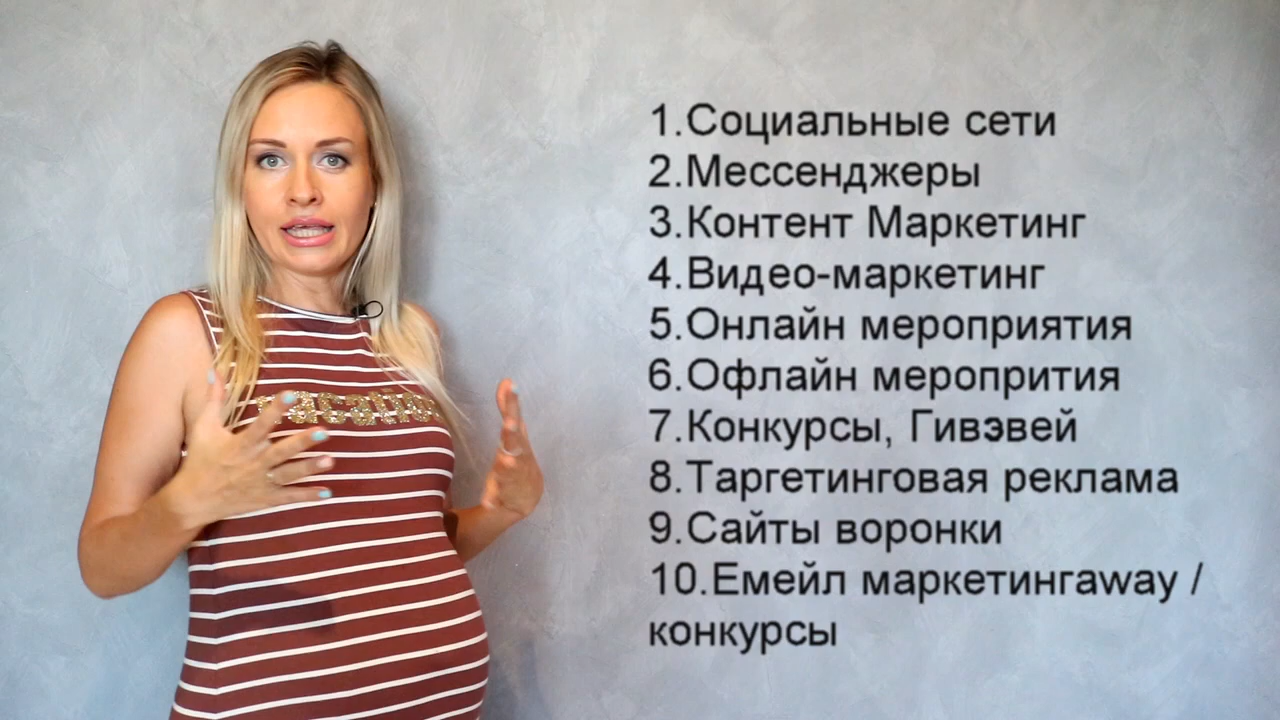 1.Социальные сети
2.Мессенджеры
3.Контент Маркетинг
4.Видео-маркетинг
5.Онлайн мероприятия
6.Офлайн меропрития
7.Конкурсы, Гивэвей
8.Таргетинговая реклама
9.Сайты воронки
10.Емейл маркетингaway /
конкурсы